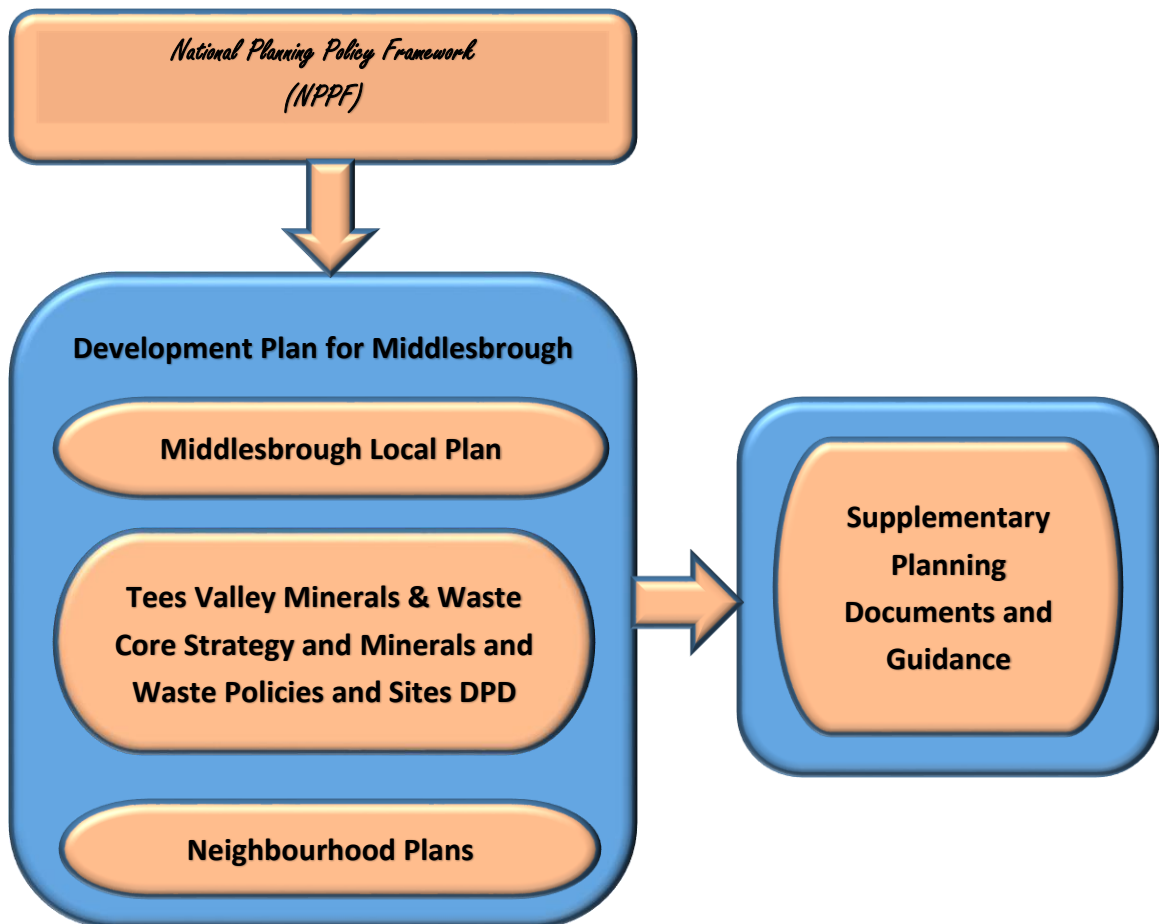 National Planning Policy Framework
(NPPF)
Development Plan for Middlesbrough
Middlesbrough Local Plan
Tees Valley Minerals & Waste
Core Strategy and Minerals and
Waste Policies and Sites DPD
Neighbourhood Plans
Supplementary
Planning
Documents and
Guidance